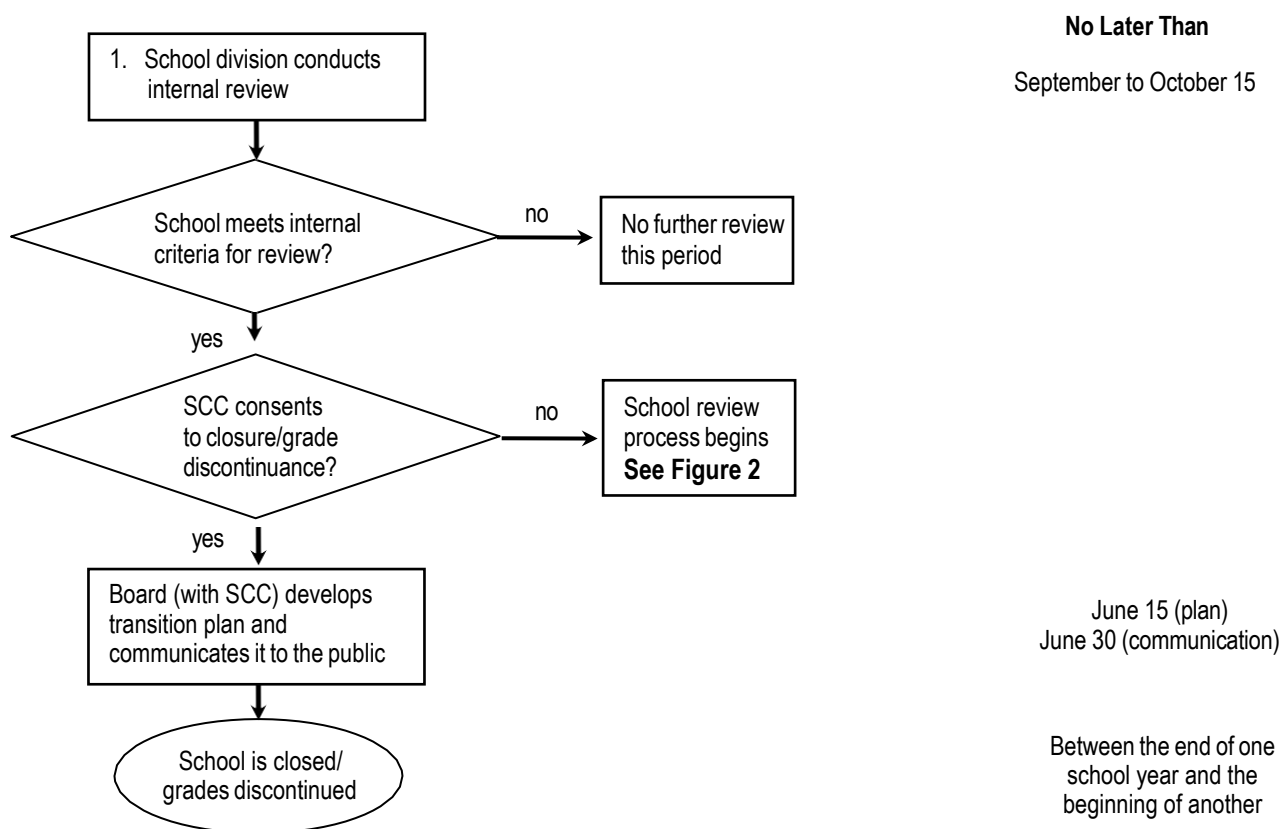 No Later Than
1. School division conducts
internal review
September to October 15
School meets internal
criteria for review?
no
No further review
this period
yes
SCC consents
to closure/grade
discontinuance?
no
School review
process begins
See Figure 2
yes
Board (with SCC) develops
transition plan and
communicates it to the public
June 15 (plan)
June 30 (communication)
School is closed/
grades discontinued
Between the end of one
school year and the
beginning of another